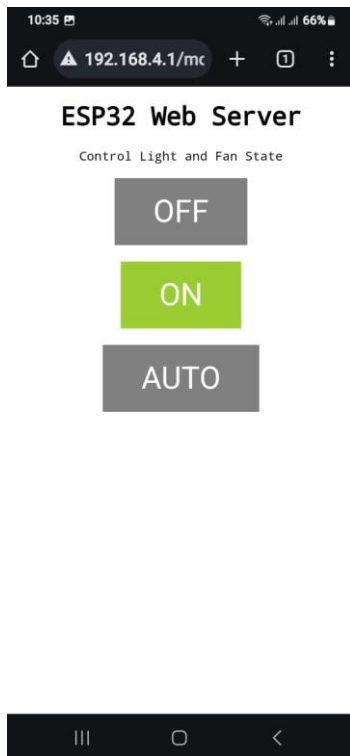 10:35 66%
192.168.4.1/mc 1
ESP32 Web Server
Control Light and Fan State
OFF
ON
AUTO